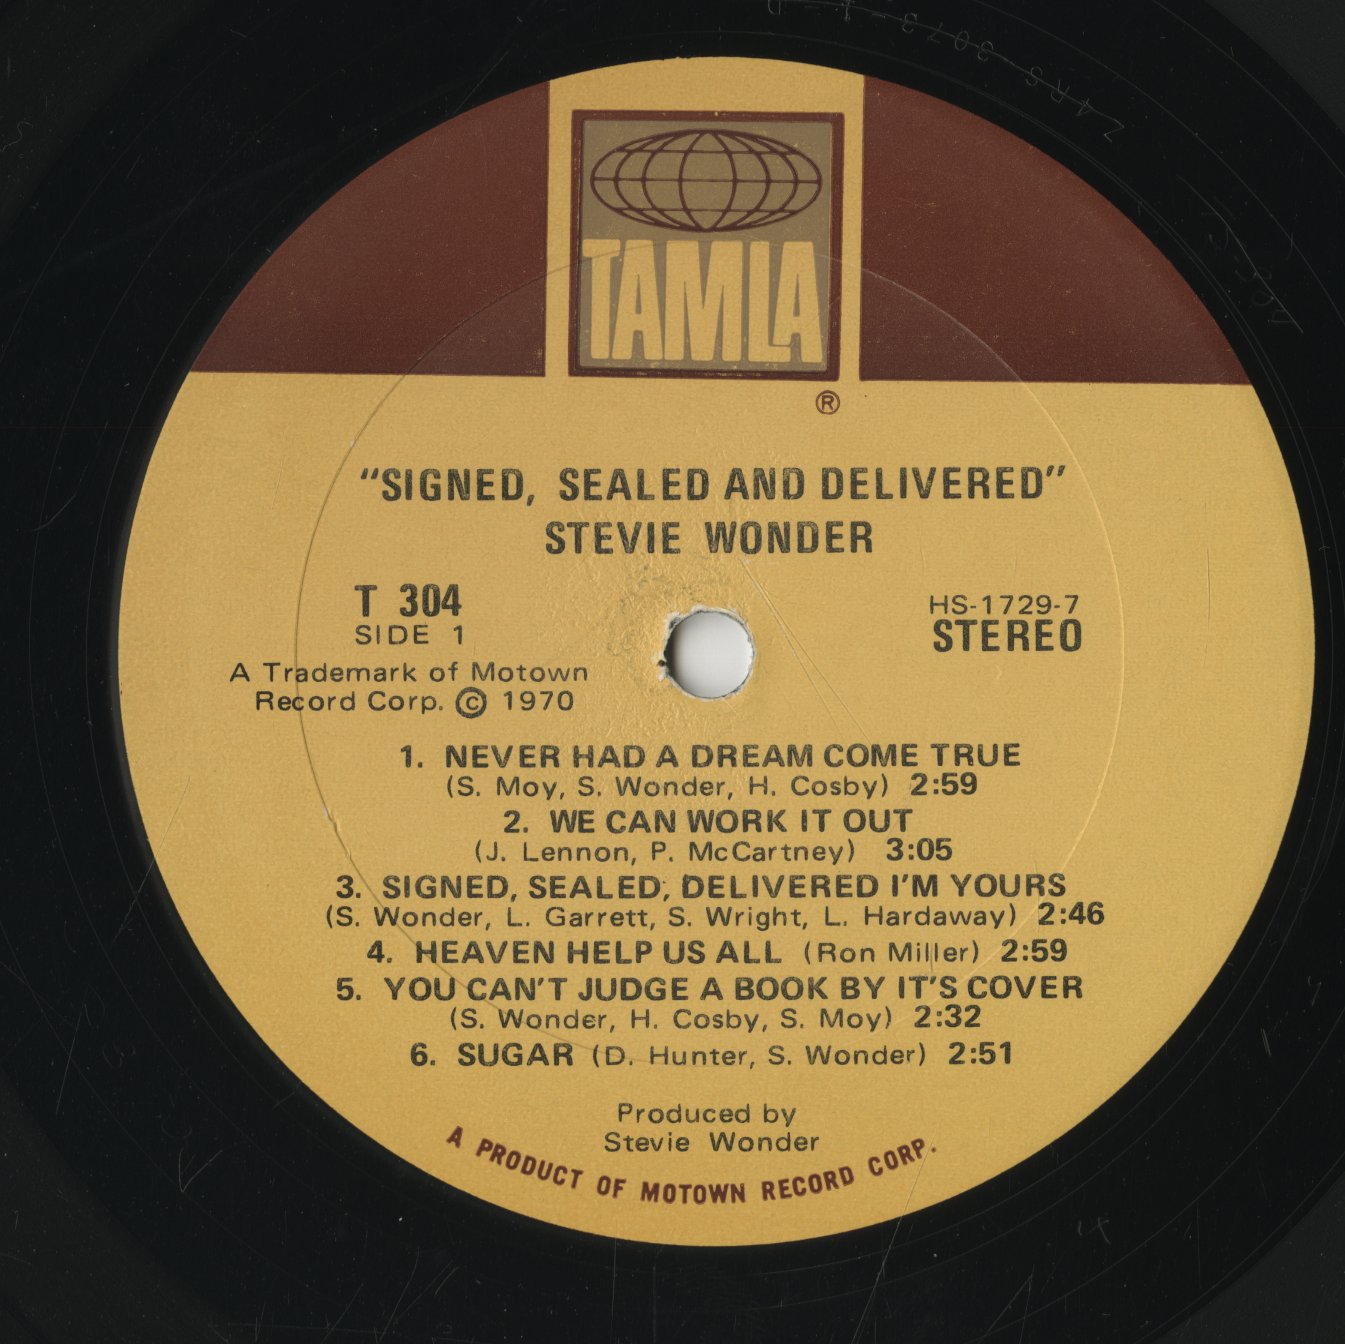 TAMLA
®
"SIGNED, SEALED AND DELIVERED"
STEVIE WONDER
T 304
SIDE 1
HS-1729-7
STEREO
A Trademark of Motown
Record Corp. © 1970
1. NEVER HAD A DREAM COME TRUE
(S. Moy, S. Wonder, H. Cosby) 2:59
2. WE CAN WORK IT OUT
(J. Lennon, P. McCartney) 3:05
3. SIGNED, SEALED, DELIVERED I'M YOURS
(S. Wonder, L. Garrett, S. Wright, L. Hardaway) 2:46
4. HEAVEN HELP US ALL (Ron Miller) 2:59
5. YOU CAN'T JUDGE A BOOK BY IT'S COVER
(S. Wonder, H. Cosby, S. Moy) 2:32
6. SUGAR (D. Hunter, S. Wonder) 2:51
Produced by
Stevie Wonder
A PRODUCT OF MOTOWN RECORD CORP.